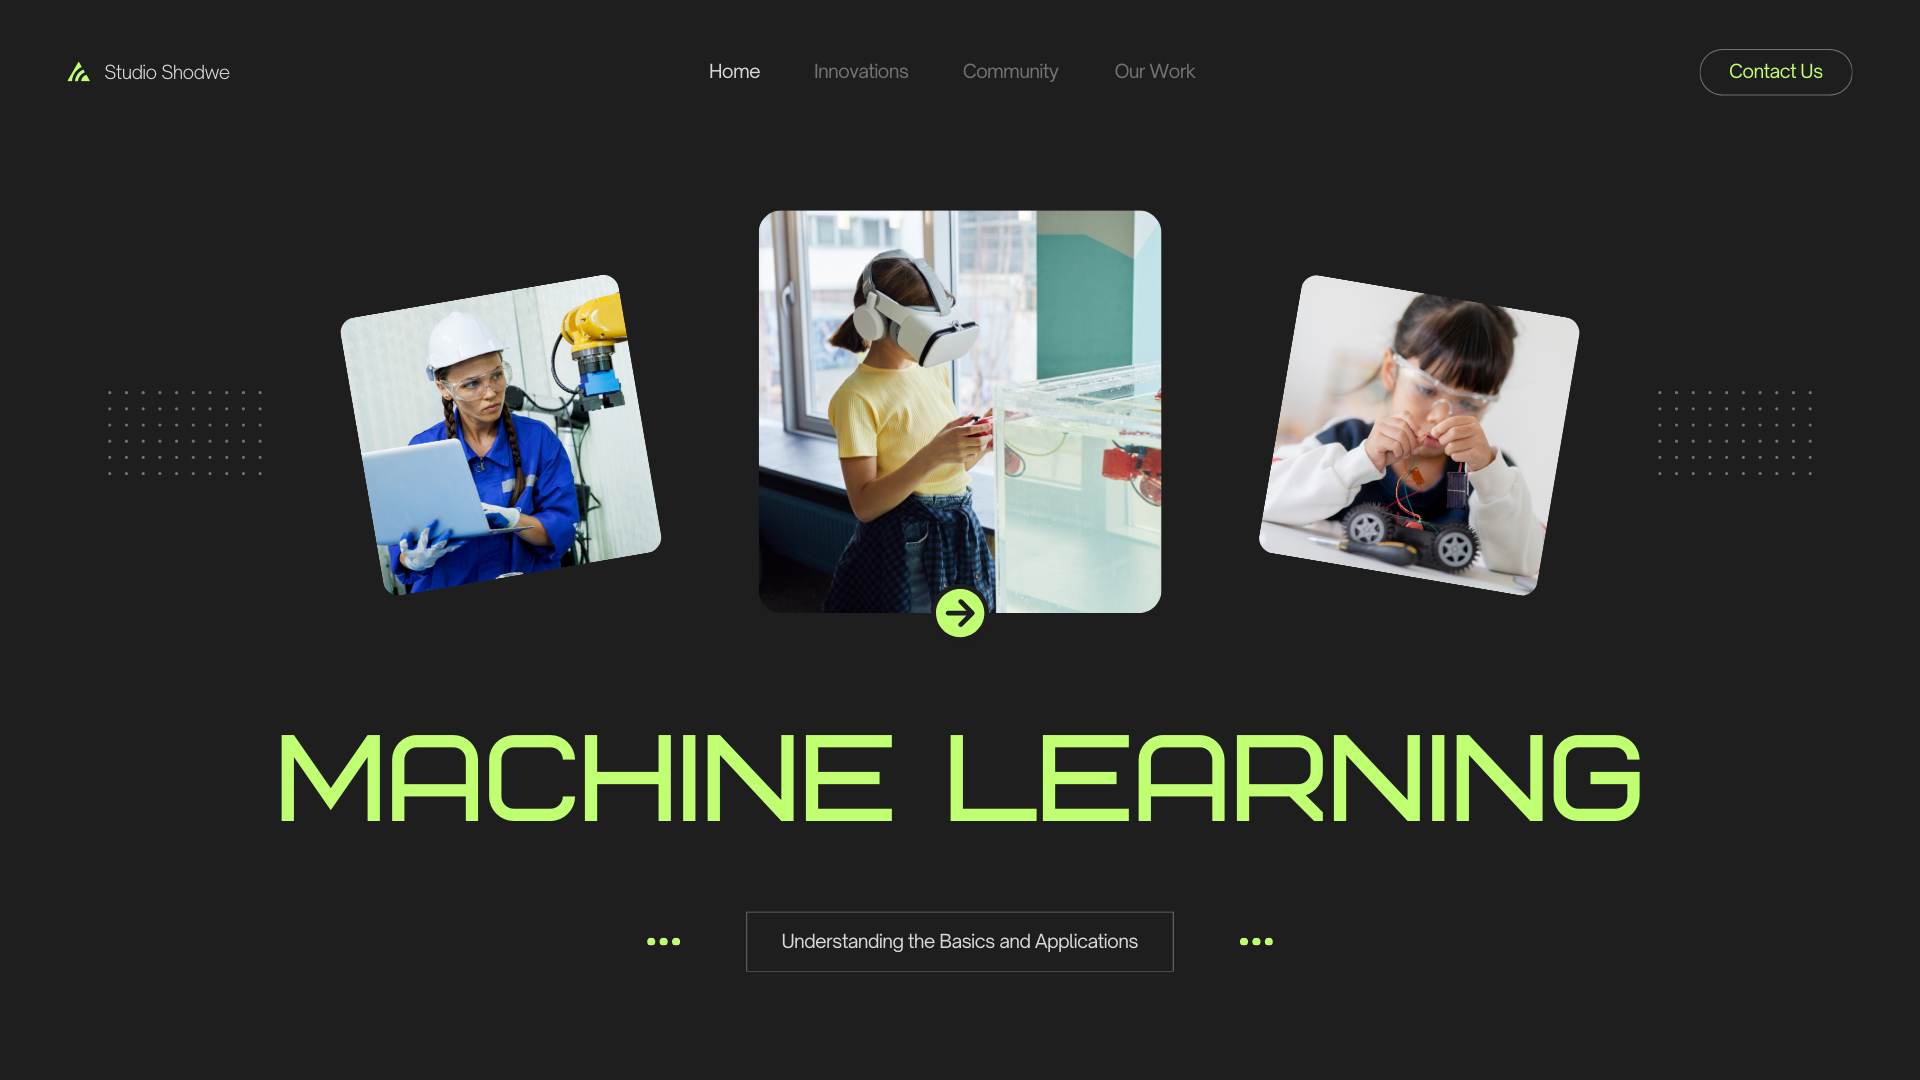 Studio Shodwe
Home
Innovations
Community
Our Work
Contact Us
MACHINE LEARNING
Understanding the Basics and Applications